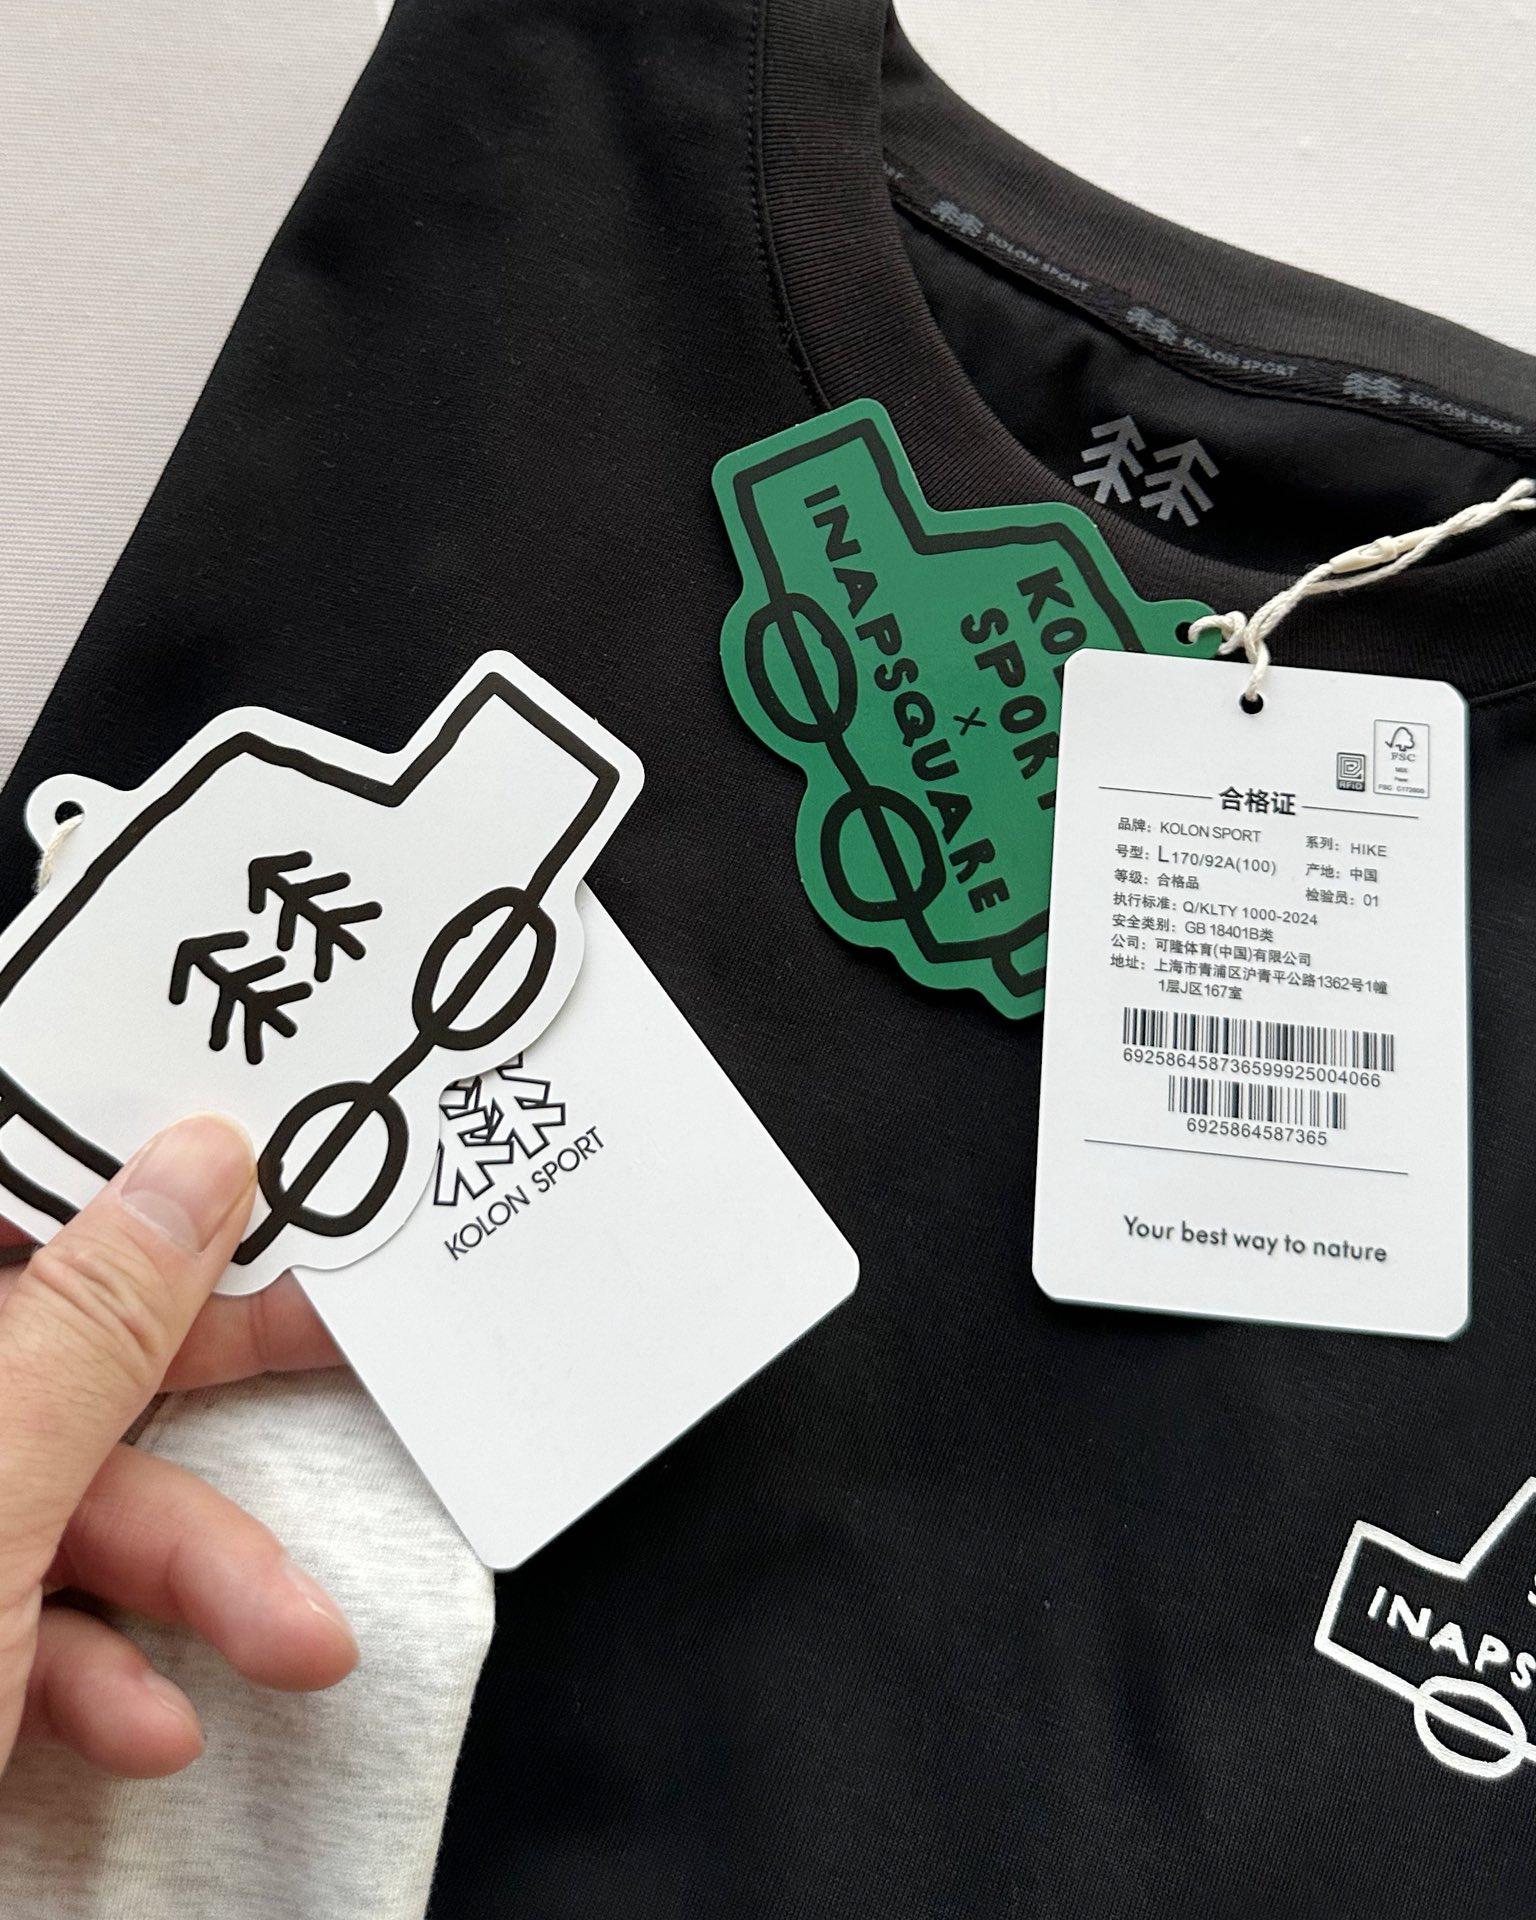 KOLON SPORT
KOLON SPORT
KOLON SPORT
INAPSQUARE
×
SPORT
KOLON SPORT
RFID
FSC
合格证
品牌：KOLON SPORT
系列：HIKE
号型：L 170/92A(100)
产地：中国
等级：合格品
检验员：01
执行标准：Q/KLTY 1000-2024
安全类别：GB 18401B类
公司：可隆体育(中国)有限公司
地址：上海市青浦区沪青平公路1362号1幢
1层J区167室
692586458736599925004066
6925864587365
Your best way to nature
INAPS